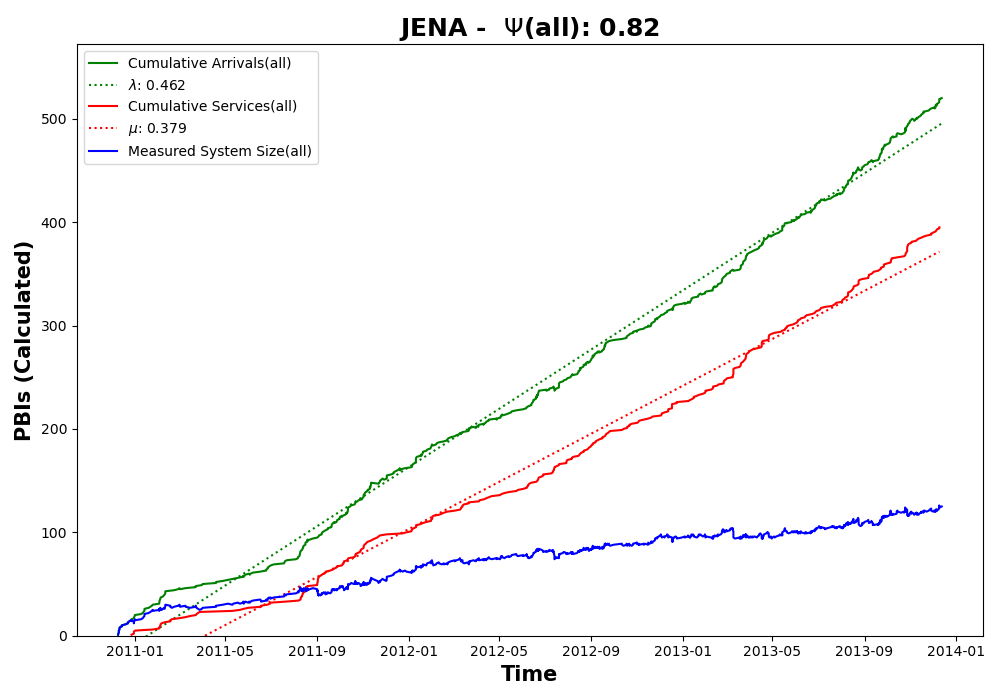 JENA - Ψ(all): 0.82
Cumulative Arrivals(all)
λ: 0.462
Cumulative Services(all)
μ: 0.379
Measured System Size(all)
PBIs (Calculated)
500
400
300
200
100
0
2011-01 2011-05 2011-09 2012-01 2012-05 2012-09 2013-01 2013-05 2013-09 2014-01
Time